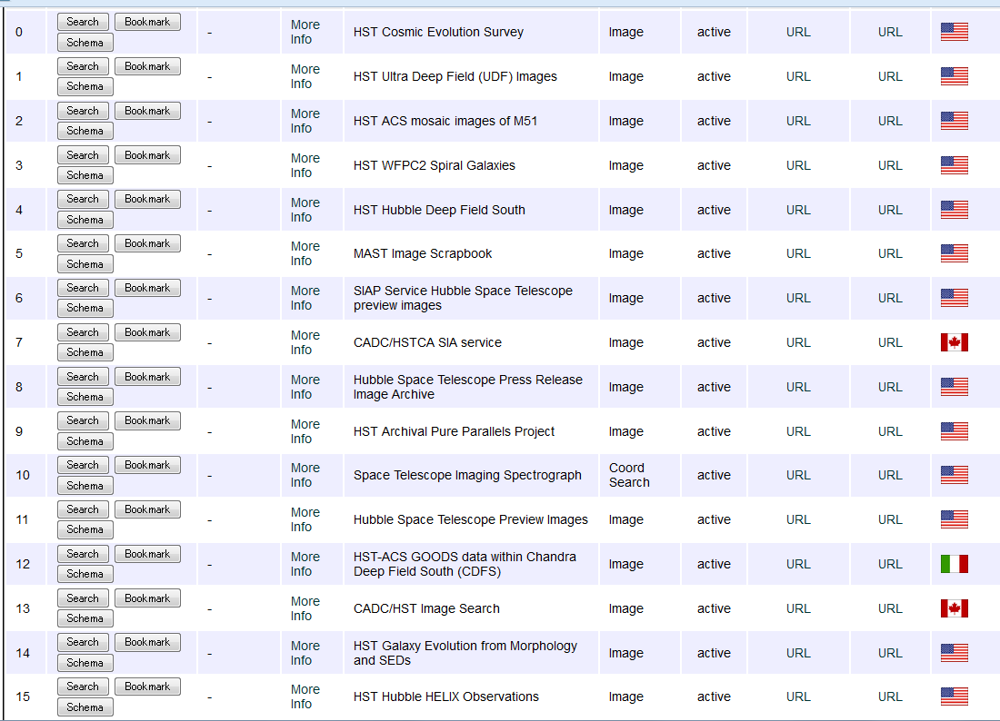 0 Search Bookmark Schema - More Info HST Cosmic Evolution Survey Image active URL URL
1 Search Bookmark Schema - More Info HST Ultra Deep Field (UDF) Images Image active URL URL
2 Search Bookmark Schema - More Info HST ACS mosaic images of M51 Image active URL URL
3 Search Bookmark Schema - More Info HST WFPC2 Spiral Galaxies Image active URL URL
4 Search Bookmark Schema - More Info HST Hubble Deep Field South Image active URL URL
5 Search Bookmark Schema - More Info MAST Image Scrapbook Image active URL URL
6 Search Bookmark Schema - More Info SIAP Service Hubble Space Telescope preview images Image active URL URL
7 Search Bookmark Schema - More Info CADC/HSTCA SIA service Image active URL URL
8 Search Bookmark Schema - More Info Hubble Space Telescope Press Release Image Archive Image active URL URL
9 Search Bookmark Schema - More Info HST Archival Pure Parallels Project Image active URL URL
10 Search Bookmark Schema - More Info Space Telescope Imaging Spectrograph Coord Search active URL URL
11 Search Bookmark Schema - More Info Hubble Space Telescope Preview Images Image active URL URL
12 Search Bookmark Schema - More Info HST-ACS GOODS data within Chandra Deep Field South (CDFS) Image active URL URL
13 Search Bookmark Schema - More Info CADC/HST Image Search Image active URL URL
14 Search Bookmark Schema - More Info HST Galaxy Evolution from Morphology and SEDs Image active URL URL
15 Search Bookmark Schema - More Info HST Hubble HELIX Observations Image active URL URL